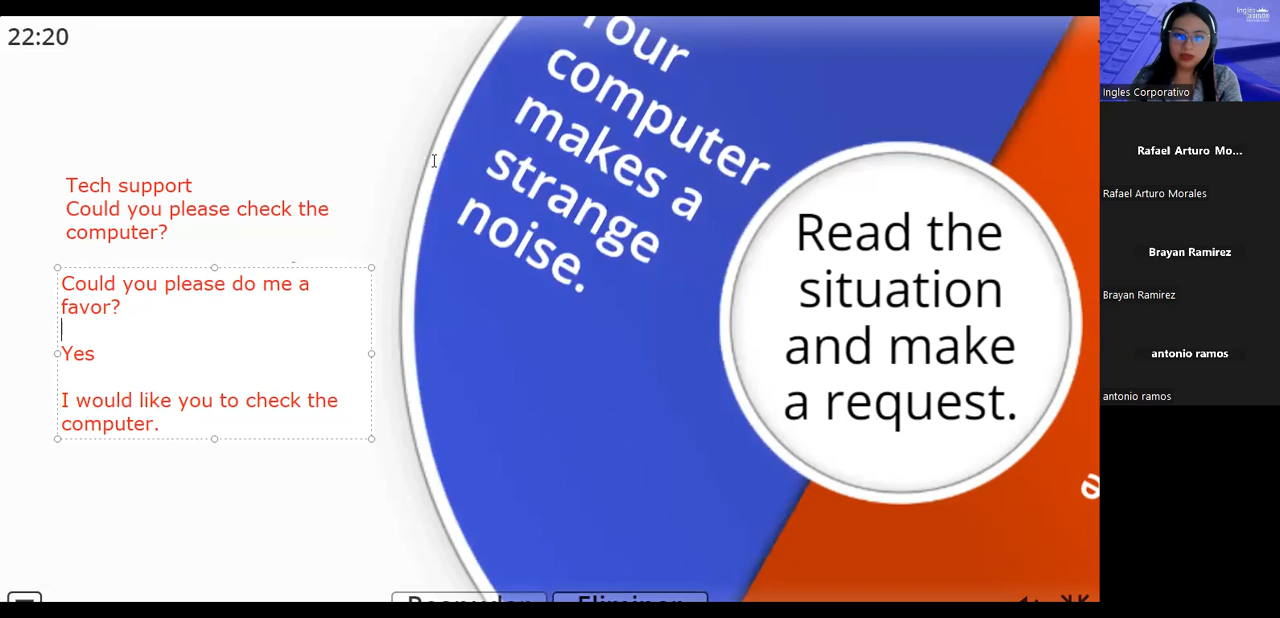 22:20
Tech support
Could you please check the
computer?
Could you please do me a
favor?
Yes
I would like you to check the
computer.
Your
computer
makes a
strange
noise.
Read the
situation
and make
a request.
Eliminar
Ingles Corporativo
Rafael Arturo Mo...
Rafael Arturo Morales
Brayan Ramirez
Brayan Ramirez
antonio ramos
antonio ramos